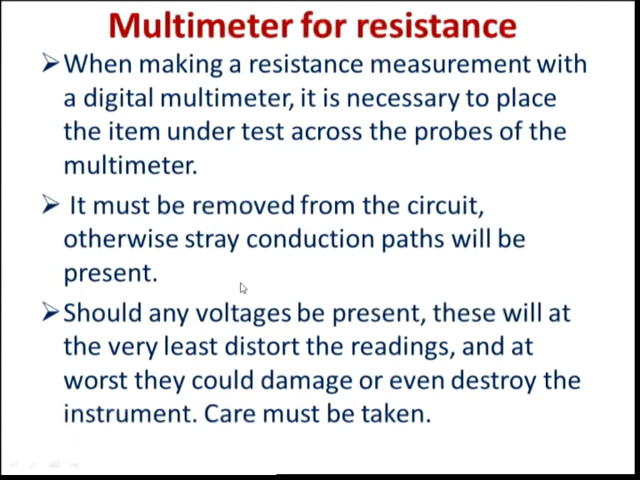 Multimeter for resistance
➢When making a resistance measurement with
a digital multimeter, it is necessary to place
the item under test across the probes of the
multimeter.
➢ It must be removed from the circuit,
otherwise stray conduction paths will be
present.
➢Should any voltages be present, these will at
the very least distort the readings, and at
worst they could damage or even destroy the
instrument. Care must be taken.